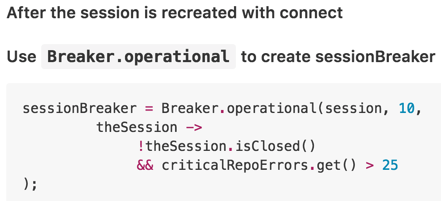 After the session is recreated with connect
Use Breaker.operational to create sessionBreaker
sessionBreaker = Breaker.operational(session, 10,
theSession ->
!theSession.isClosed()
&& criticalRepoErrors.get() > 25
);